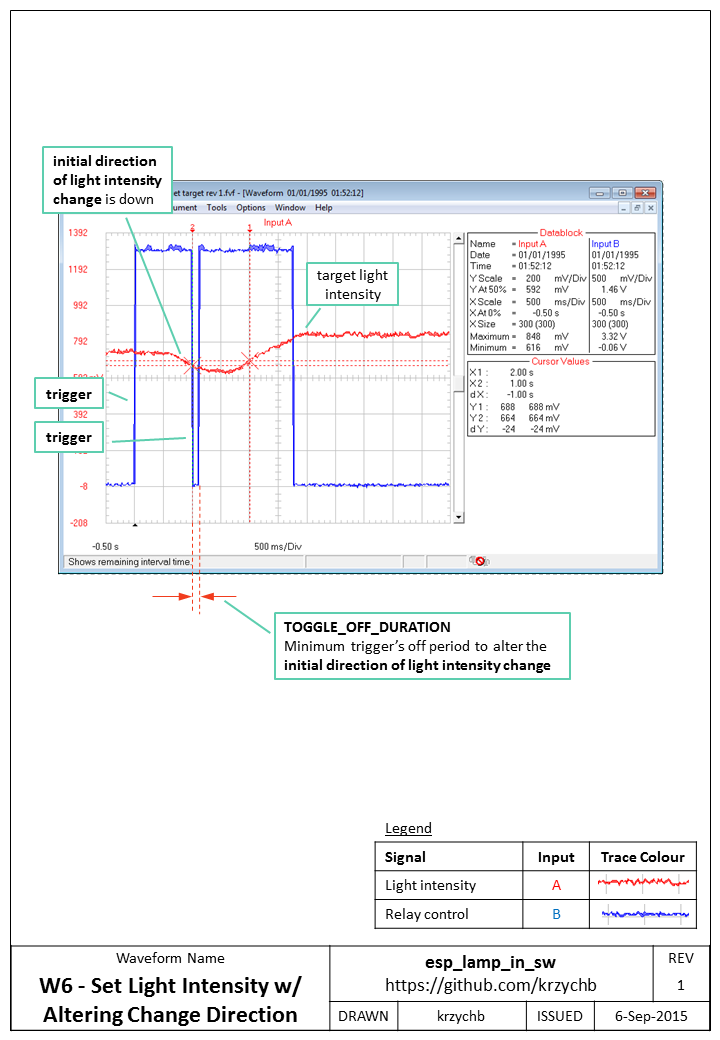 initial direction
of light intensity
change is down
et target rev 1.fvf - [Waveform 01/01/1995 01:52:12]
ument Tools Options Window Help
Input A
1392
1192
992
792
392
-8
-208
2
1
target light
intensity
trigger
trigger
-0.50 s
500 ms/Div
Shows remaining interval time.
Datablock
Name = Input A Input B
Date = 01/01/1995 01/01/1995
Time = 01:52:12 01:52:12
Y Scale = 200 mV/Div 500 mV/Div
Y At 50% = 592 mV 1.46 V
X Scale = 500 ms/Div 500 ms/Div
X At 0% = -0.50 s -0.50 s
X Size = 300 (300) 300 (300)
Maximum = 848 mV 3.32 V
Minimum = 616 mV -0.06 V
Cursor Values
X1 : 2.00 s
X2 : 1.00 s
dX : -1.00 s
Y1 : 688 688 mV
Y2 : 664 664 mV
dY : -24 -24 mV
TOGGLE_OFF_DURATION
Minimum trigger's off period to alter the
initial direction of light intensity change
Legend
Signal Input Trace Colour
Light intensity A
Relay control B
Waveform Name
W6 - Set Light Intensity w/
Altering Change Direction
esp_lamp_in_sw
https://github.com/krzychb
REV
1
DRAWN krzychb ISSUED 6-Sep-2015